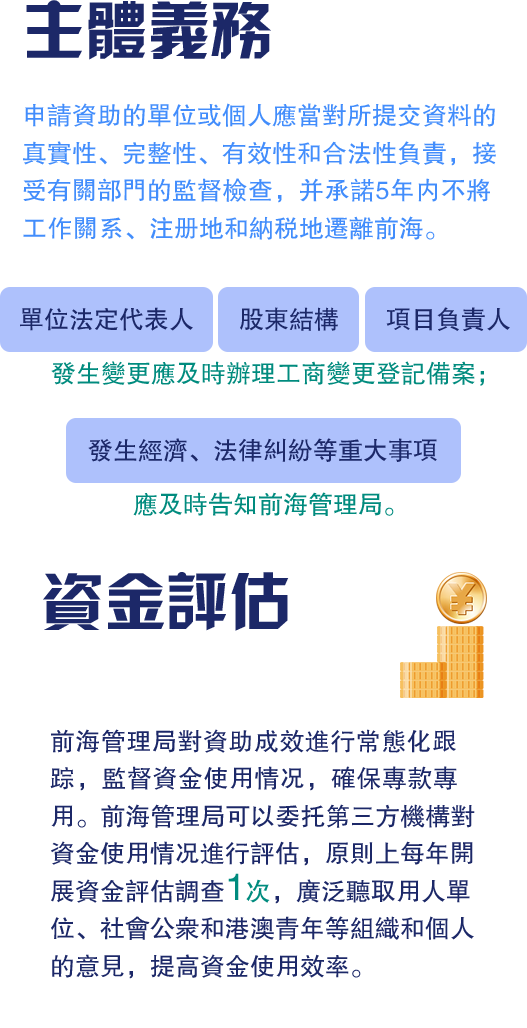 主體義務
申請資助的單位或個人應當對所提交資料的
真實性、完整性、有效性和合法性負責，接
受有關部門的監督檢查，并承諾5年内不將
工作關系、注册地和納税地遷離前海。
單位法定代表人 股東結構 項目負責人
發生變更應及時辦理工商變更登記備案；
發生經濟、法律糾紛等重大事項
應及時告知前海管理局。
資金評估
¥
前海管理局對資助成效進行常態化跟
踪，監督資金使用情况，確保專款專
用。前海管理局可以委托第三方機構對
資金使用情况進行評估，原則上每年開
展資金評估調查1次，廣泛聽取用人單
位、社會公衆和港澳青年等組織和個人
的意見，提高資金使用效率。